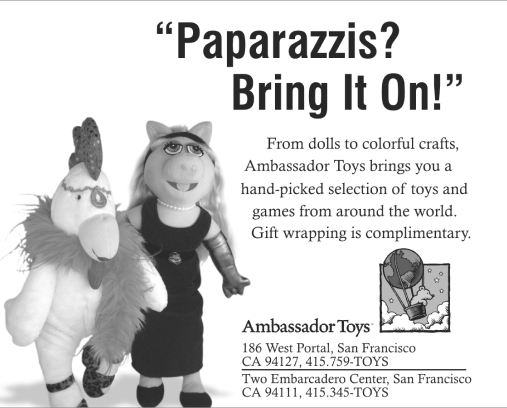 “Paparazzis?
Bring It On!”
From dolls to colorful crafts,
Ambassador Toys brings you a
hand-picked selection of toys and
games from around the world.
Gift wrapping is complimentary.
Ambassador Toys
186 West Portal, San Francisco
CA 94127, 415.759-TOYS
Two Embarcadero Center, San Francisco
CA 94111, 415.345-TOYS